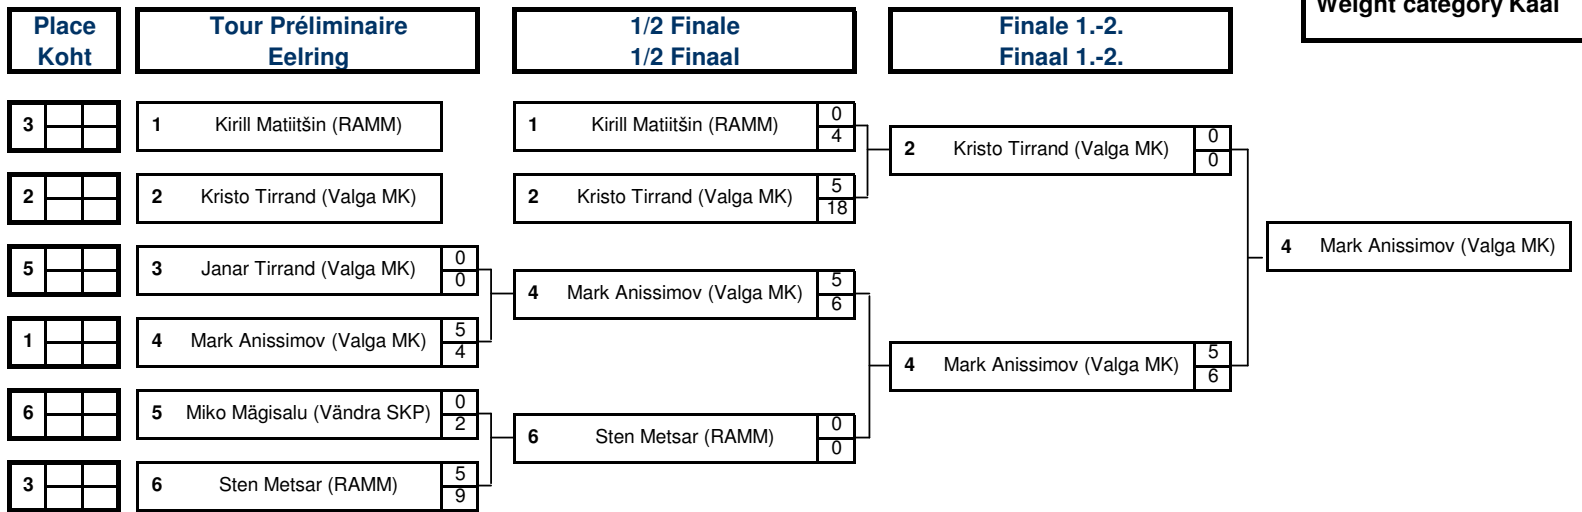 Weight category Kaal
Place Tour Préliminaire 1/2 Finale Finale 1.-2.
Koht Eelring 1/2 Finaal Finaal 1.-2.
3 1 Kirill Matiitšin (RAMM)
1 Kirill Matiitšin (RAMM) 0
4
2 Kristo Tirrand (Valga MK) 0
0
2 2 Kristo Tirrand (Valga MK)
2 Kristo Tirrand (Valga MK) 5
18
4 Mark Anissimov (Valga MK)
5 3 Janar Tirrand (Valga MK) 0
0
4 Mark Anissimov (Valga MK) 5
6
1 4 Mark Anissimov (Valga MK) 5
4
4 Mark Anissimov (Valga MK) 5
6
6 5 Miko Mägisalu (Vändra SKP) 0
2
6 Sten Metsar (RAMM) 0
0
3 6 Sten Metsar (RAMM) 5
9